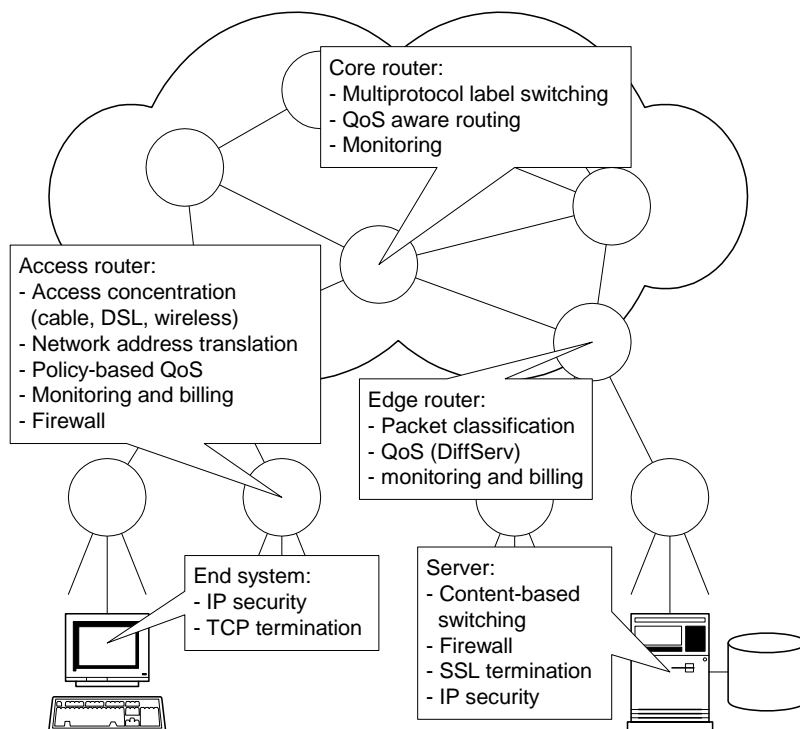 Core router:
- Multiprotocol label switching
- QoS aware routing
- Monitoring
Access router:
- Access concentration
(cable, DSL, wireless)
- Network address translation
- Policy-based QoS
- Monitoring and billing
- Firewall
Edge router:
- Packet classification
- QoS (DiffServ)
- monitoring and billing
End system:
- IP security
- TCP termination
Server:
- Content-based
switching
- Firewall
- SSL termination
- IP security